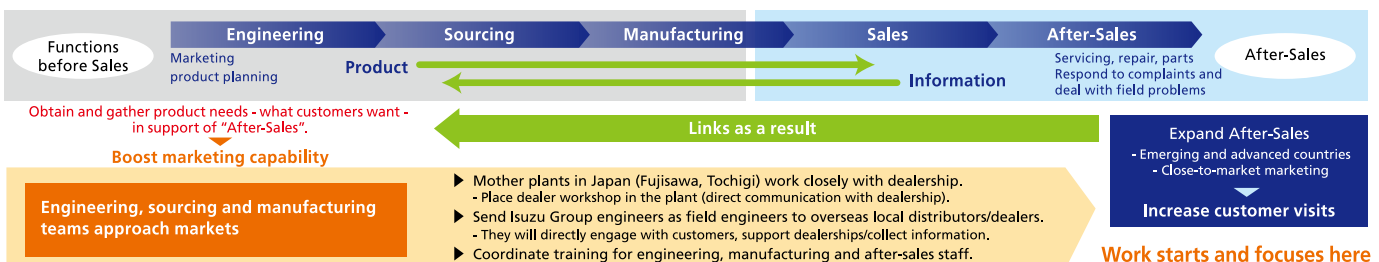 Functions
before Sales
Engineering
Sourcing
Manufacturing
Sales
After-Sales
Marketing
product planning
Product
Information
Servicing, repair, parts
Respond to complaints and
deal with field problems
After-Sales
Obtain and gather product needs - what customers want -
in support of “After-Sales”.
Boost marketing capability
Links as a result
Expand After-Sales
- Emerging and advanced countries
- Close-to-market marketing
Increase customer visits
Engineering, sourcing and manufacturing
teams approach markets
▶ Mother plants in Japan (Fujisawa, Tochigi) work closely with dealership.
- Place dealer workshop in the plant (direct communication with dealership).
▶ Send Isuzu Group engineers as field engineers to overseas local distributors/dealers.
- They will directly engage with customers, support dealerships/collect information.
▶ Coordinate training for engineering, manufacturing and after-sales staff.
Work starts and focuses here